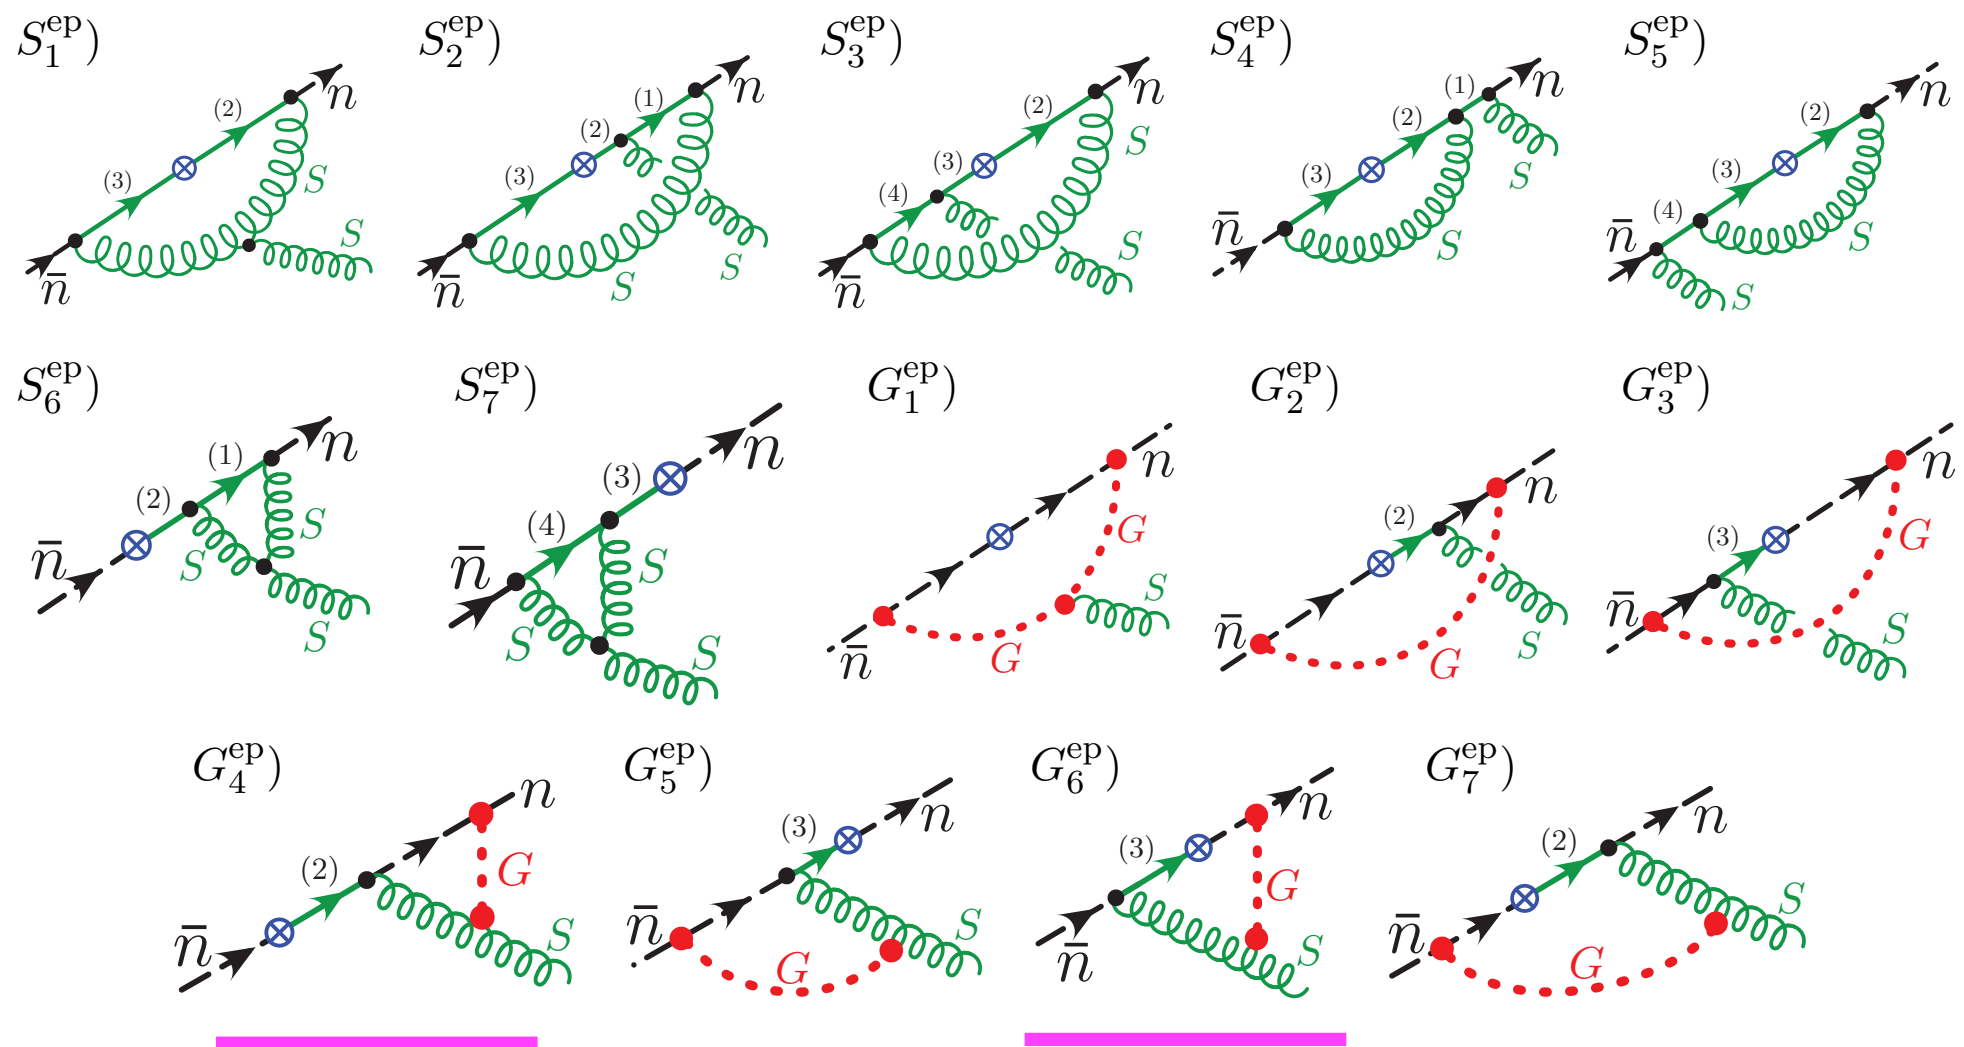 S_1^ep) S_2^ep) S_3^ep) S_4^ep) S_5^ep)
(2) n (3) S S n̄
(1) n (2) (3) S S n̄
(2) n (3) S (4) S n̄
(1) n (2) (3) n̄ S S
(2) n (3) (4) n̄ S S
S_6^ep) S_7^ep) G_1^ep) G_2^ep) G_3^ep)
(1) n (2) S n̄ S S
n (3) (4) n̄ S S S
n G S G n̄
n (2) n̄ S G
n (3) G n̄ S
G_4^ep) G_5^ep) G_6^ep) G_7^ep)
n (2) G n̄ S
(3) n n̄ S G
n (3) G n̄ S
n (2) S n̄ G